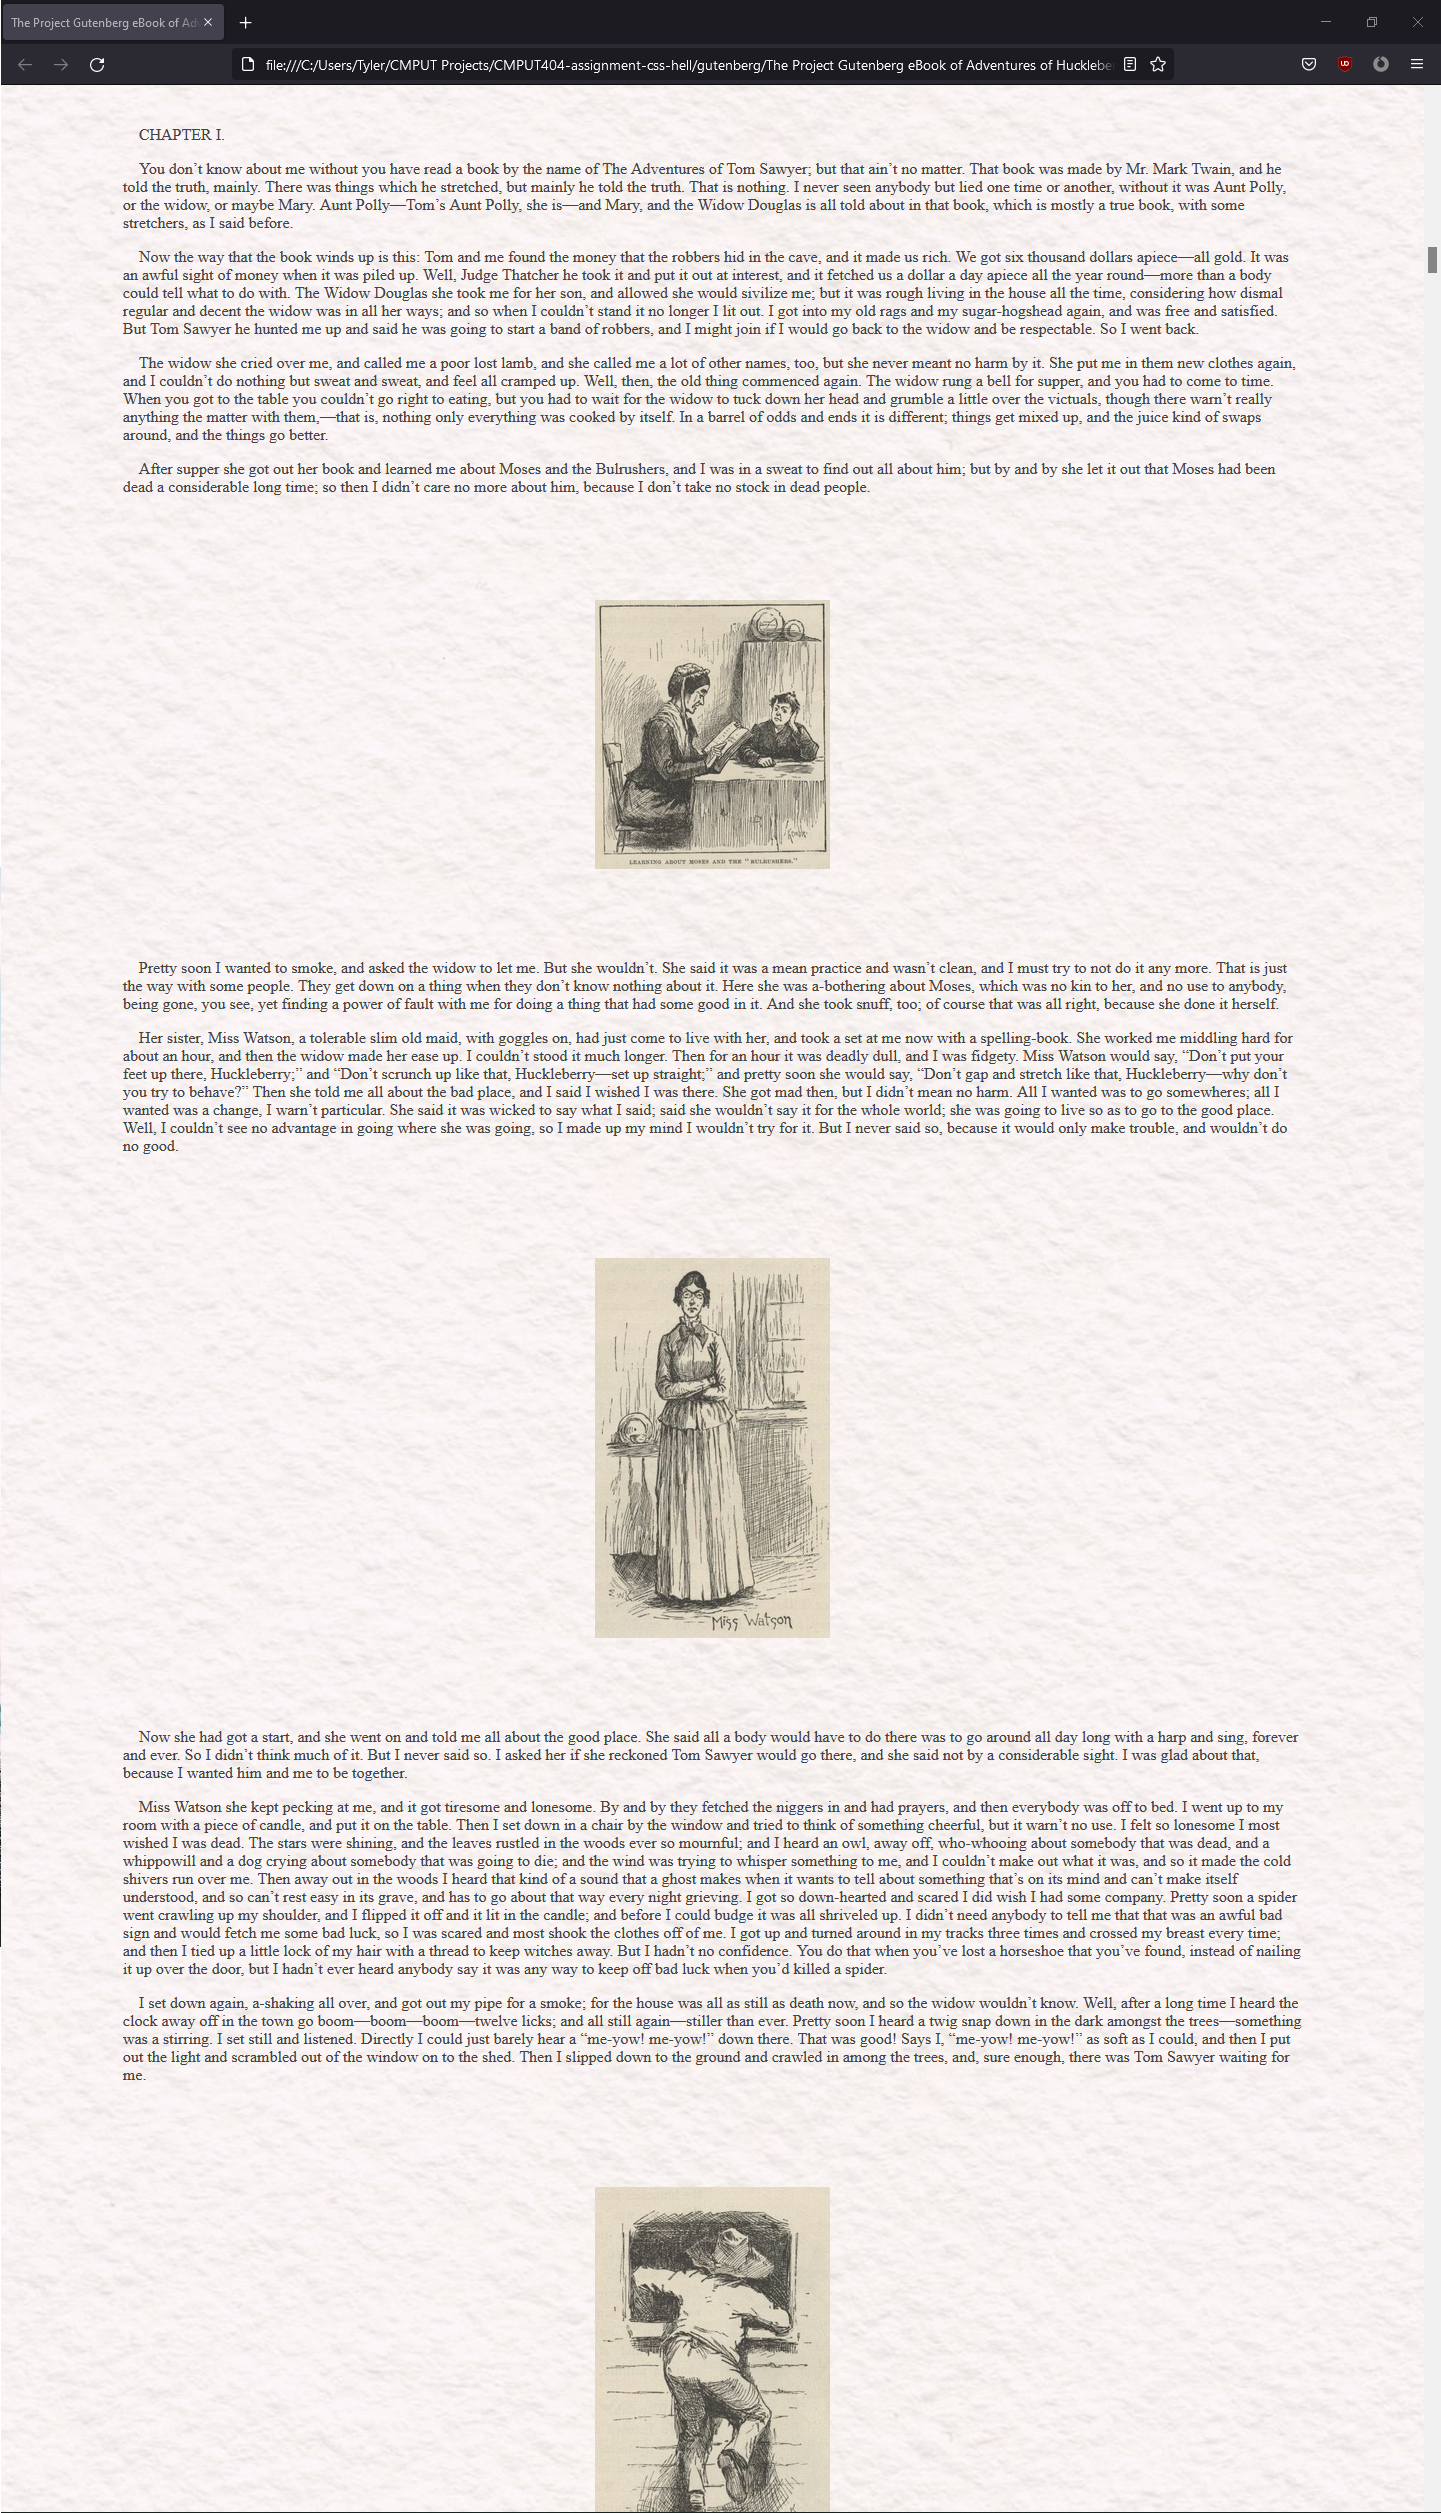 The Project Gutenberg eBook of Adv
file:///C:/Users/Tyler/CMPUT Projects/CMPUT404-assignment-css-hell/gutenberg/The Project Gutenberg eBook of Adventures of Huckleber
CHAPTER I.
You don’t know about me without you have read a book by the name of The Adventures of Tom Sawyer; but that ain’t no matter. That book was made by Mr. Mark Twain, and he
told the truth, mainly. There was things which he stretched, but mainly he told the truth. That is nothing. I never seen anybody but lied one time or another, without it was Aunt Polly,
or the widow, or maybe Mary. Aunt Polly—Tom’s Aunt Polly, she is—and Mary, and the Widow Douglas is all told about in that book, which is mostly a true book, with some
stretchers, as I said before.
Now the way that the book winds up is this: Tom and me found the money that the robbers hid in the cave, and it made us rich. We got six thousand dollars apiece—all gold. It was
an awful sight of money when it was piled up. Well, Judge Thatcher he took it and put it out at interest, and it fetched us a dollar a day apiece all the year round—more than a body
could tell what to do with. The Widow Douglas she took me for her son, and allowed she would sivilize me; but it was rough living in the house all the time, considering how dismal
regular and decent the widow was in all her ways; and so when I couldn’t stand it no longer I lit out. I got into my old rags and my sugar-hogshead again, and was free and satisfied.
But Tom Sawyer he hunted me up and said he was going to start a band of robbers, and I might join if I would go back to the widow and be respectable. So I went back.
The widow she cried over me, and called me a poor lost lamb, and she called me a lot of other names, too, but she never meant no harm by it. She put me in them new clothes again,
and I couldn’t do nothing but sweat and sweat, and feel all cramped up. Well, then, the old thing commenced again. The widow rung a bell for supper, and you had to come to time.
When you got to the table you couldn’t go right to eating, but you had to wait for the widow to tuck down her head and grumble a little over the victuals, though there warn’t really
anything the matter with them,—that is, nothing only everything was cooked by itself. In a barrel of odds and ends it is different; things get mixed up, and the juice kind of swaps
around, and the things go better.
After supper she got out her book and learned me about Moses and the Bulrushers, and I was in a sweat to find out all about him; but by and by she let it out that Moses had been
dead a considerable long time; so then I didn’t care no more about him, because I don’t take no stock in dead people.
LEARNING ABOUT MOSES AND THE “BULRUSHERS.”
Pretty soon I wanted to smoke, and asked the widow to let me. But she wouldn’t. She said it was a mean practice and wasn’t clean, and I must try to not do it any more. That is just
the way with some people. They get down on a thing when they don’t know nothing about it. Here she was a-bothering about Moses, which was no kin to her, and no use to anybody,
being gone, you see, yet finding a power of fault with me for doing a thing that had some good in it. And she took snuff, too; of course that was all right, because she done it herself.
Her sister, Miss Watson, a tolerable slim old maid, with goggles on, had just come to live with her, and took a set at me now with a spelling-book. She worked me middling hard for
about an hour, and then the widow made her ease up. I couldn’t stood it much longer. Then for an hour it was deadly dull, and I was fidgety. Miss Watson would say, “Don’t put your
feet up there, Huckleberry;” and “Don’t scrunch up like that, Huckleberry—set up straight;” and pretty soon she would say, “Don’t gap and stretch like that, Huckleberry—why don’t
you try to behave?” Then she told me all about the bad place, and I said I wished I was there. She got mad then, but I didn’t mean no harm. All I wanted was to go somewheres; all I
wanted was a change, I warn’t particular. She said it was wicked to say what I said; said she wouldn’t say it for the whole world; she was going to live so as to go to the good place.
Well, I couldn’t see no advantage in going where she was going, so I made up my mind I wouldn’t try for it. But I never said so, because it would only make trouble, and wouldn’t do
no good.
E.W.K
Miss Watson
Now she had got a start, and she went on and told me all about the good place. She said all a body would have to do there was to go around all day long with a harp and sing, forever
and ever. So I didn’t think much of it. But I never said so. I asked her if she reckoned Tom Sawyer would go there, and she said not by a considerable sight. I was glad about that,
because I wanted him and me to be together.
Miss Watson she kept pecking at me, and it got tiresome and lonesome. By and by they fetched the niggers in and had prayers, and then everybody was off to bed. I went up to my
room with a piece of candle, and put it on the table. Then I set down in a chair by the window and tried to think of something cheerful, but it warn’t no use. I felt so lonesome I most
wished I was dead. The stars were shining, and the leaves rustled in the woods ever so mournful; and I heard an owl, away off, who-whooing about somebody that was dead, and a
whippowill and a dog crying about somebody that was going to die; and the wind was trying to whisper something to me, and I couldn’t make out what it was, and so it made the cold
shivers run over me. Then away out in the woods I heard that kind of a sound that a ghost makes when it wants to tell about something that’s on its mind and can’t make itself
understood, and so can’t rest easy in its grave, and has to go about that way every night grieving. I got so down-hearted and scared I did wish I had some company. Pretty soon a spider
went crawling up my shoulder, and I flipped it off and it lit in the candle; and before I could budge it was all shriveled up. I didn’t need anybody to tell me that that was an awful bad
sign and would fetch me some bad luck, so I was scared and most shook the clothes off of me. I got up and turned around in my tracks three times and crossed my breast every time;
and then I tied up a little lock of my hair with a thread to keep witches away. But I hadn’t no confidence. You do that when you’ve lost a horseshoe that you’ve found, instead of nailing
it up over the door, but I hadn’t ever heard anybody say it was any way to keep off bad luck when you’d killed a spider.
I set down again, a-shaking all over, and got out my pipe for a smoke; for the house was all as still as death now, and so the widow wouldn’t know. Well, after a long time I heard the
clock away off in the town go boom—boom—boom—twelve licks; and all still again—stiller than ever. Pretty soon I heard a twig snap down in the dark amongst the trees—something
was a stirring. I set still and listened. Directly I could just barely hear a “me-yow! me-yow!” down there. That was good! Says I, “me-yow! me-yow!” as soft as I could, and then I put
out the light and scrambled out of the window on to the shed. Then I slipped down to the ground and crawled in among the trees, and, sure enough, there was Tom Sawyer waiting for
me.